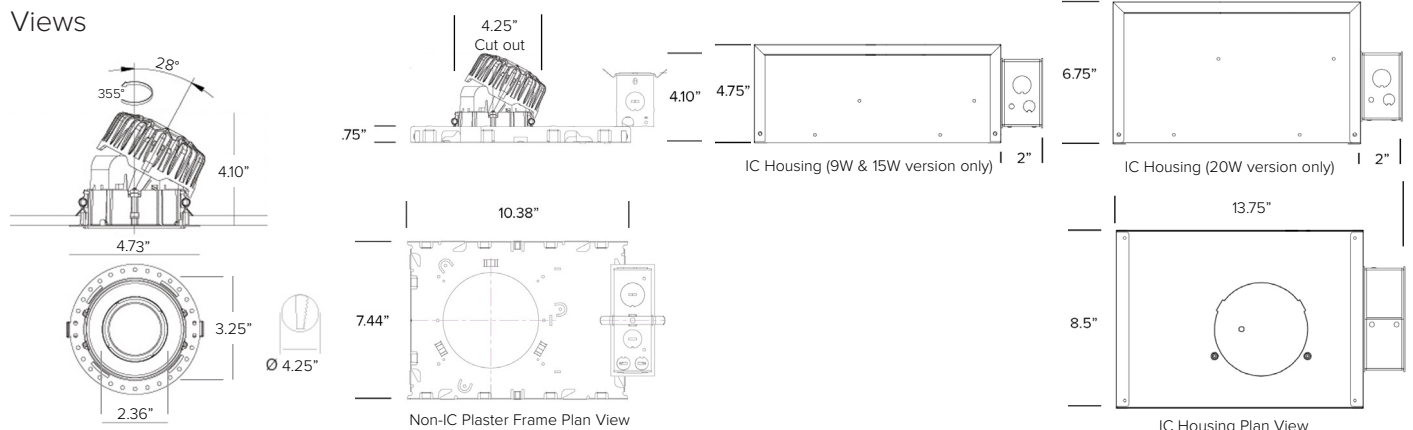 Views
28°
355°
4.10”
4.73”
3.25”
2.36”
Ø 4.25”
4.25”
Cut out
4.10”
.75”
10.38”
7.44”
Non-IC Plaster Frame Plan View
4.75”
IC Housing (9W & 15W version only)
2”
6.75”
IC Housing (20W version only)
2”
13.75”
8.5”
IC Housing Plan View